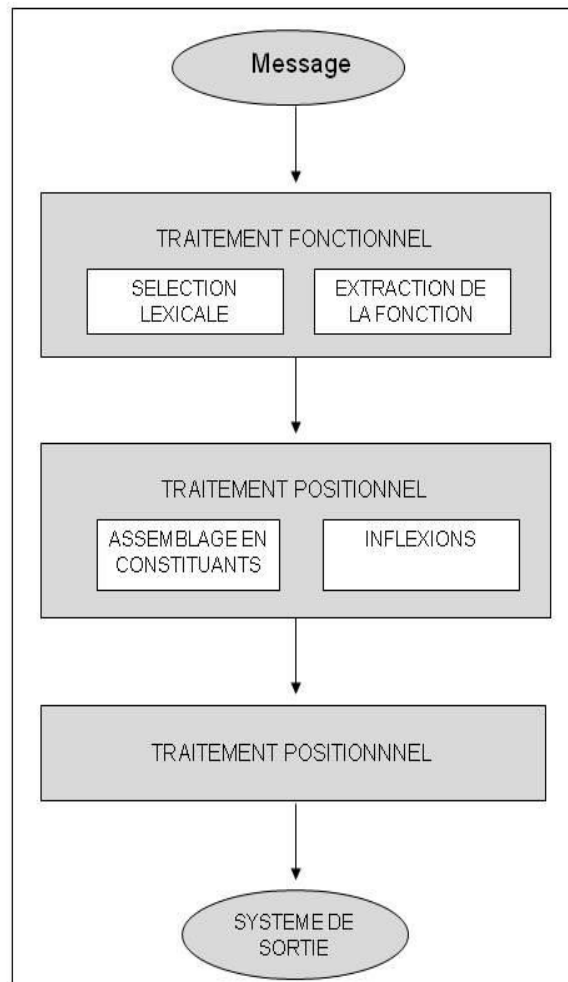 Message
TRAITEMENT FONCTIONNEL
SELECTION
LEXICALE
EXTRACTION DE
LA FONCTION
TRAITEMENT POSITIONNEL
ASSEMBLAGE EN
CONSTITUANTS
INFLEXIONS
TRAITEMENT POSITIONNNEL
SYSTEME DE
SORTIE